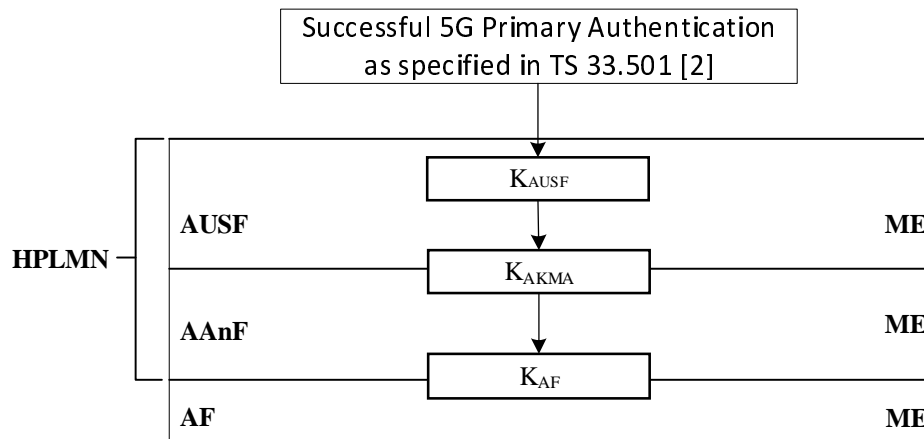 Successful 5G Primary Authentication
as specified in TS 33.501 [2]
KAUSF
AUSF
ME
HPLMN
KAKMA
AAnF
ME
KAF
AF
ME